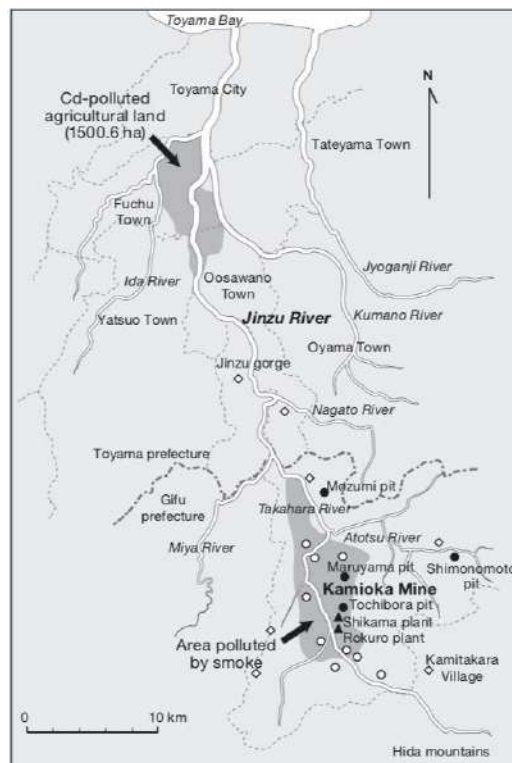 Toyama Bay
Toyama City
Cd-polluted
agricultural land
(1500.6 ha)
N
Tateyama Town
Fuchu
Town
Ida River
Oosawano
Town
Jyoganji River
Yatsuo Town
Jinzu River
Kumano River
Oyama Town
Jinzu gorge
Nagato River
Toyama prefecture
Mozumi pit
Gifu
prefecture
Takahara River
Miya River
Atotsu River
Maruyama pit
Shimonomoto
pit
Kamioka Mine
Tochibora pit
Shikama plant
Rokuro plant
Area polluted
by smoke
Kamitakara
Village
0
10 km
Hida mountains